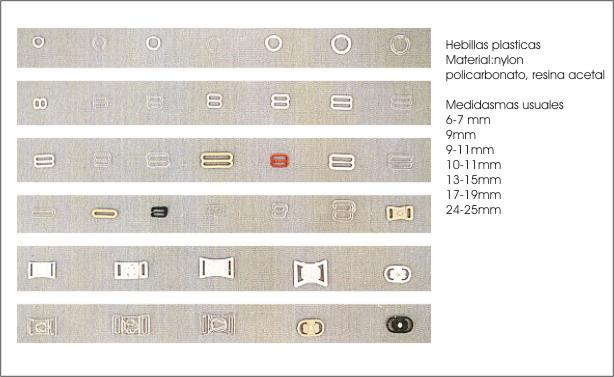 Hebillas plasticas
Material:nylon
policarbonato, resina acetal
Medidasmas usuales
6-7 mm
9mm
9-11mm
10-11mm
13-15mm
17-19mm
24-25mm